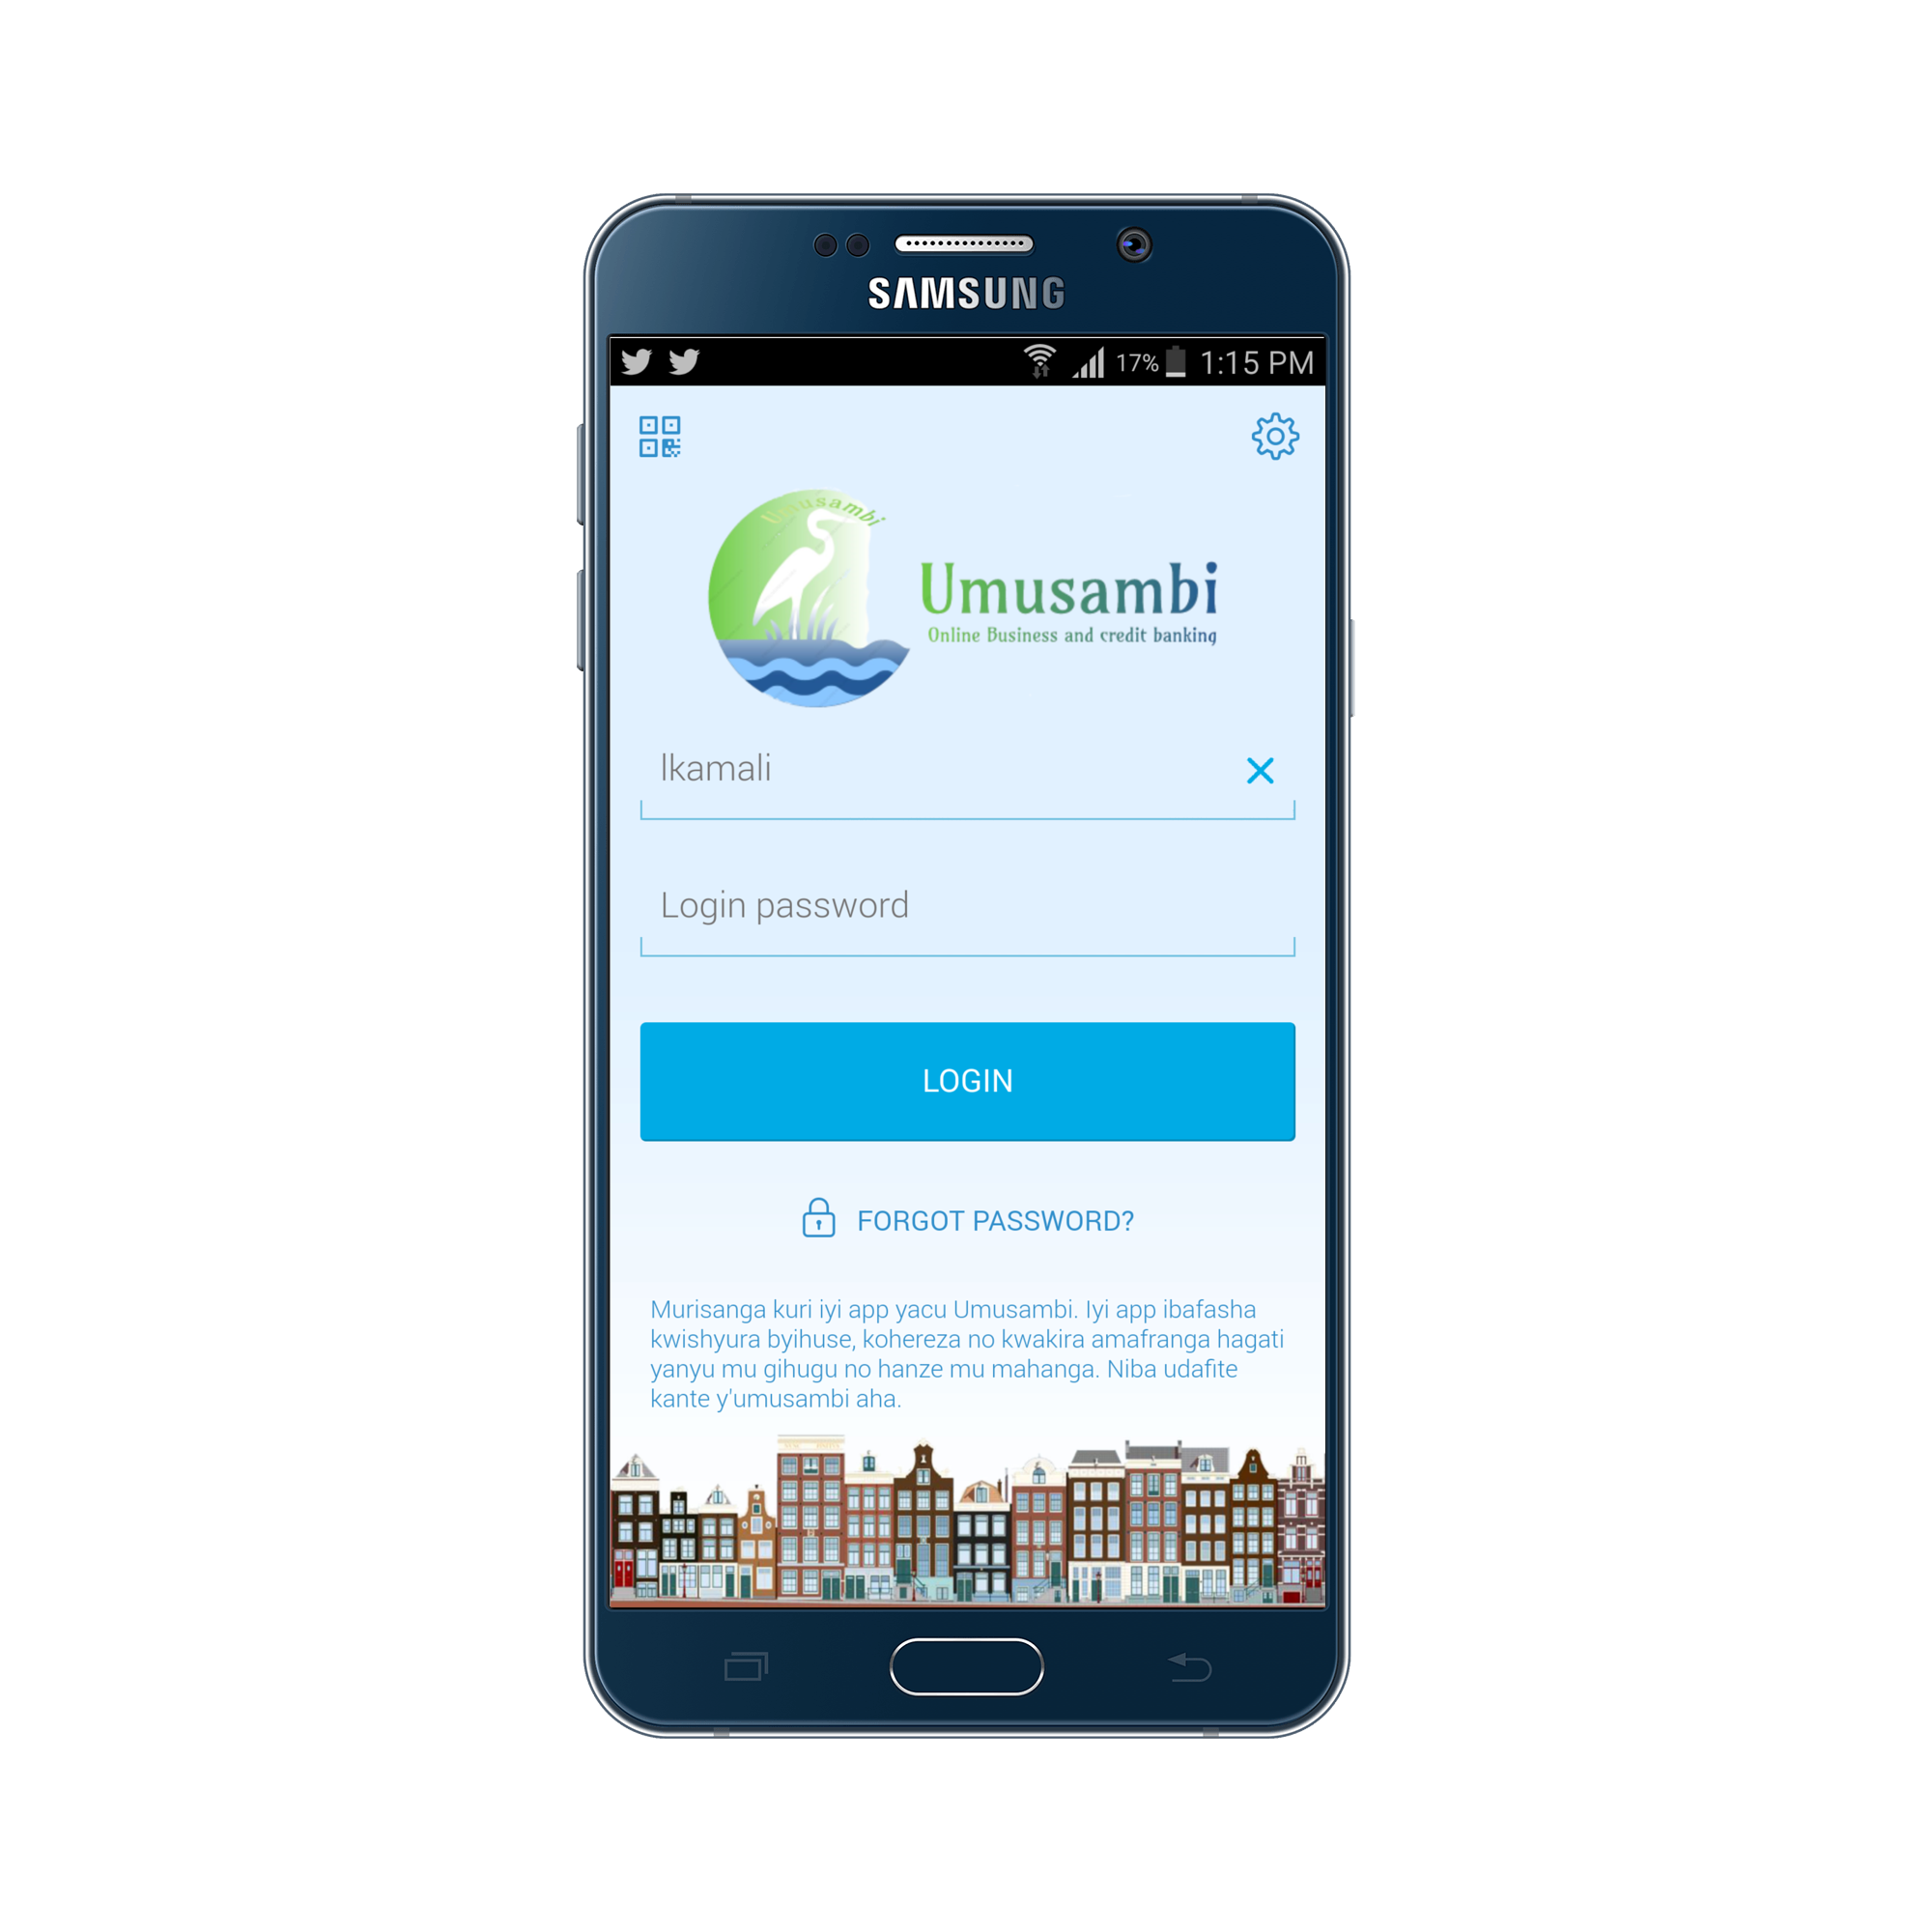 SAMSUNG
17% 1:15 PM
Umusambi
Umusambi
Online Business and credit banking
lkamali
Login password
LOGIN
FORGOT PASSWORD?
Murisanga kuri iyi app yacu Umusambi. Iyi app ibafasha
kwishyura byihuse, kohereza no kwakira amafranga hagati
yanyu mu gihugu no hanze mu mahanga. Niba udafite
kante y'umusambi aha.